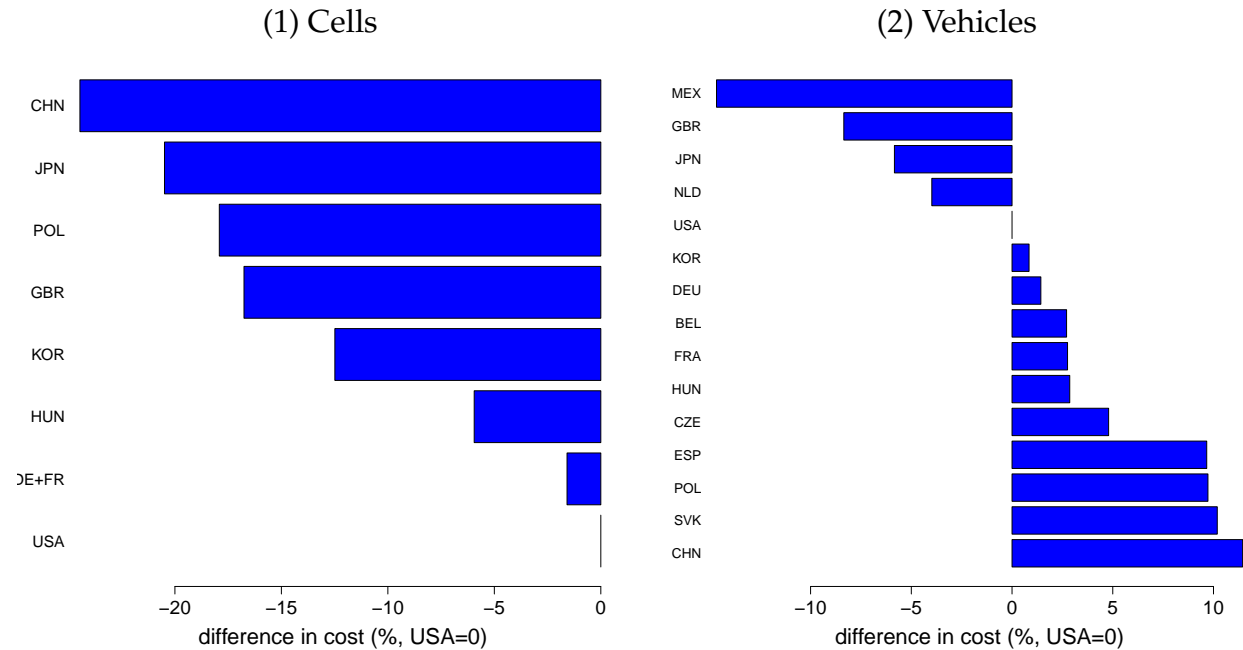 (1) Cells
CHN
JPN
POL
GBR
KOR
HUN
DE+FR
USA
−20 −15 −10 −5 0
difference in cost (%, USA=0)
(2) Vehicles
MEX
GBR
JPN
NLD
USA
KOR
DEU
BEL
FRA
HUN
CZE
ESP
POL
SVK
CHN
−10 −5 0 5 10
difference in cost (%, USA=0)